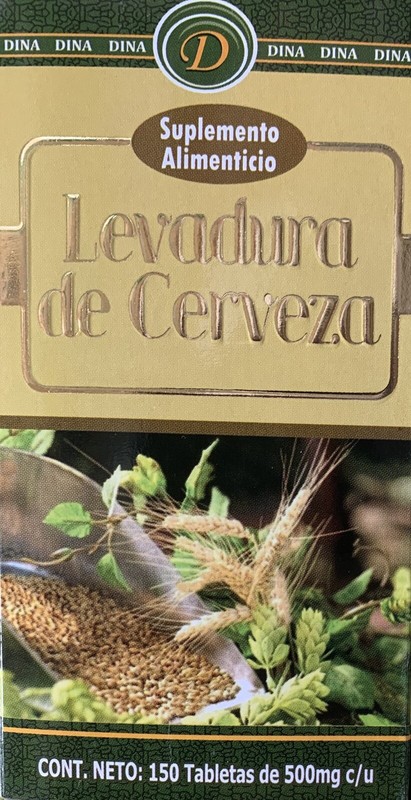 DINA DINA DINA D DINA DINA DINA
Suplemento
Alimenticio
Levadura
de Cerveza
CONT. NETO: 150 Tabletas de 500mg c/u